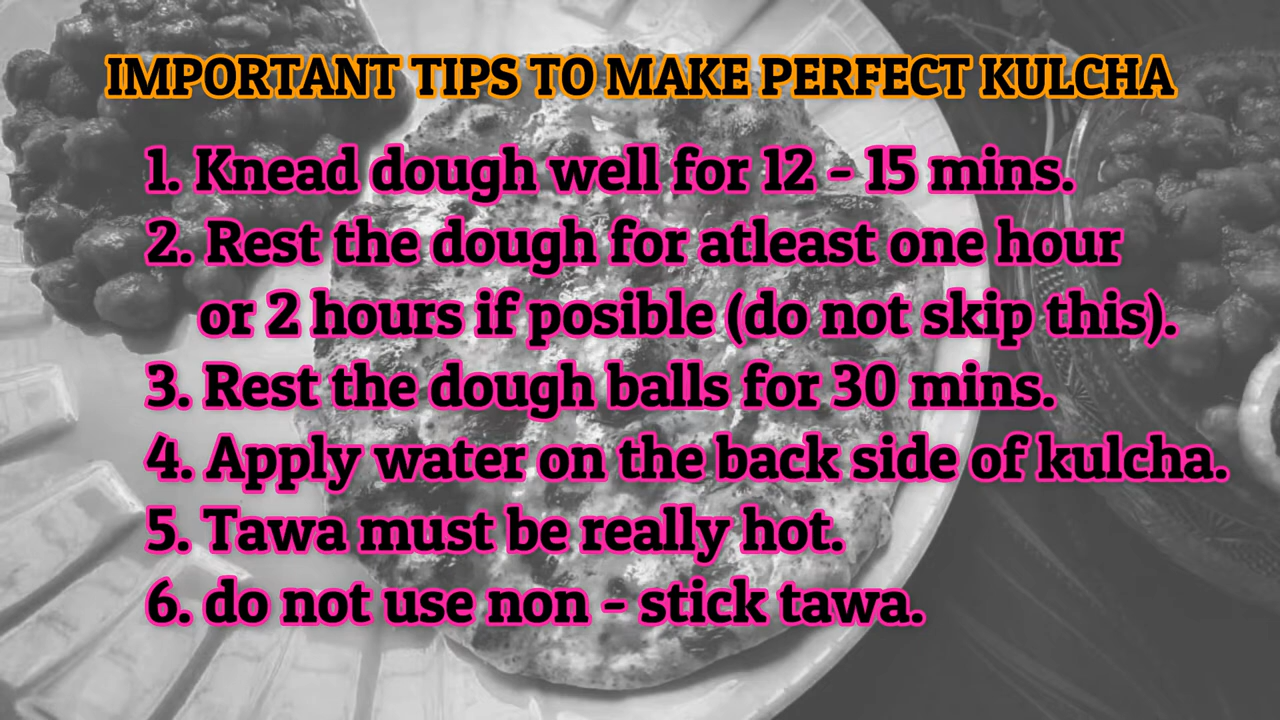 IMPORTANT TIPS TO MAKE PERFECT KULCHA
1. Knead dough well for 12 - 15 mins.
2. Rest the dough for atleast one hour
or 2 hours if posible (do not skip this).
3. Rest the dough balls for 30 mins.
4. Apply water on the back side of kulcha.
5. Tawa must be really hot.
6. do not use non - stick tawa.